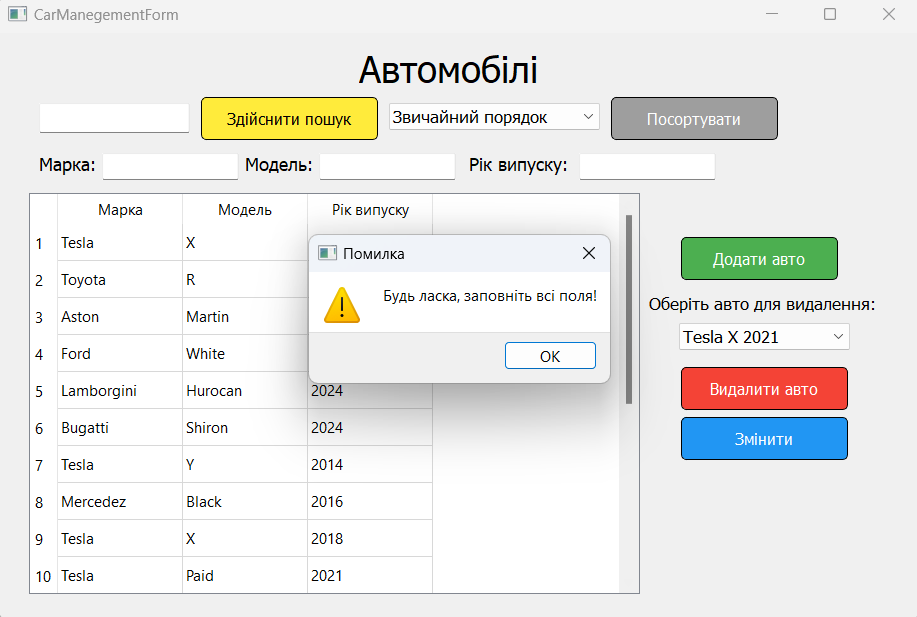 CarManegementForm
Автомобілі
Здійснити пошук
Звичайний порядок
Посортувати
Марка:
Модель:
Рік випуску:
Марка Модель Рік випуску
1 Tesla X
2 Toyota R
3 Aston Martin
4 Ford White
5 Lamborgini Hurocan 2024
6 Bugatti Shiron 2024
7 Tesla Y 2014
8 Mercedez Black 2016
9 Tesla X 2018
10 Tesla Paid 2021
Помилка
Будь ласка, заповніть всі поля!
OK
Додати авто
Оберіть авто для видалення:
Tesla X 2021
Видалити авто
Змінити